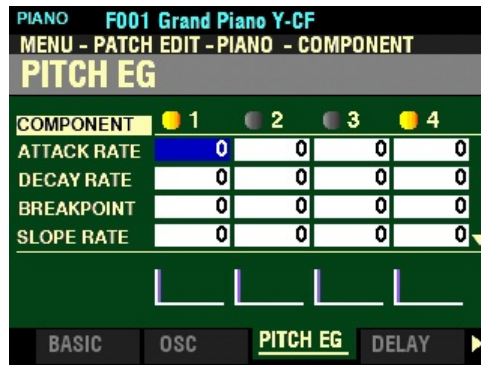 PIANO F001 Grand Piano Y-CF
MENU - PATCH EDIT - PIANO - COMPONENT
PITCH EG
COMPONENT 1 2 3 4
ATTACK RATE 0 0 0 0
DECAY RATE 0 0 0 0
BREAKPOINT 0 0 0 0
SLOPE RATE 0 0 0 0
BASIC OSC PITCH EG DELAY